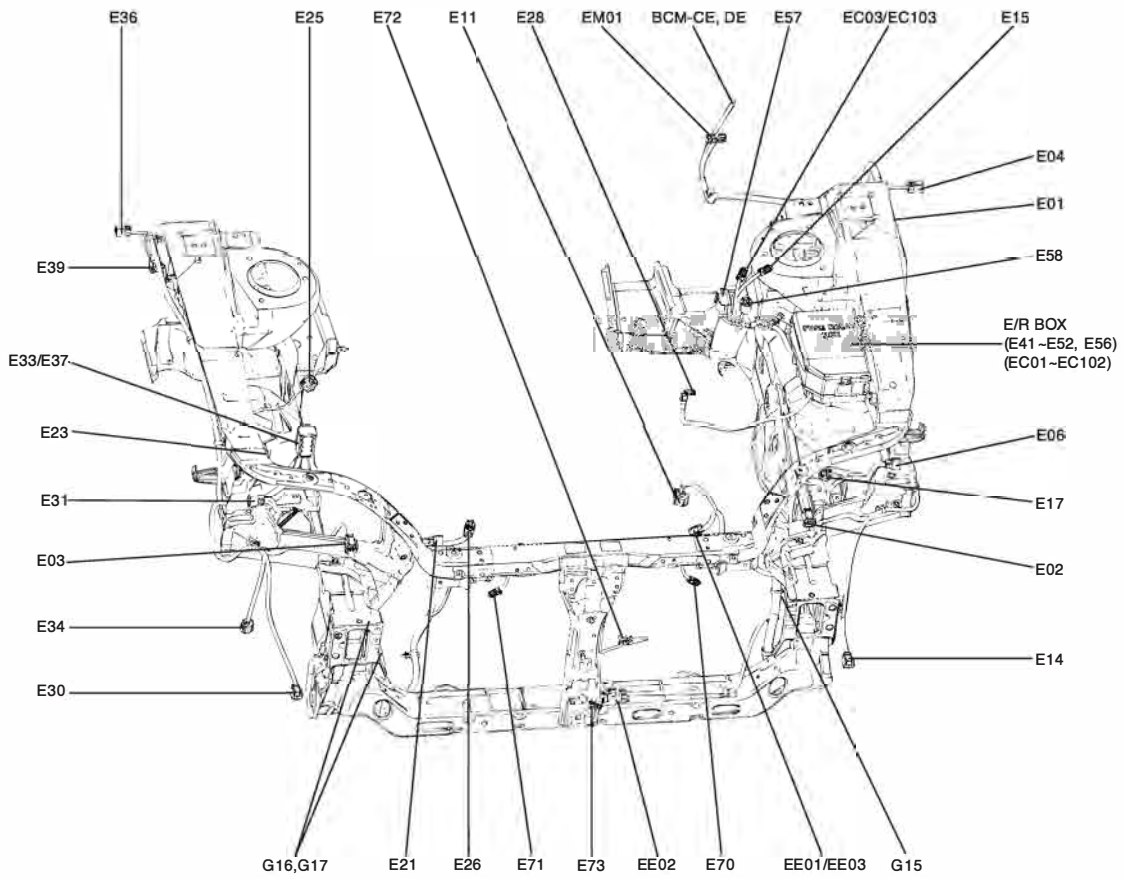 E36 E25 E72 E11 E28 EM01 BCM-CE, DE E57 EC03/EC103 E15
E04
E01
E39
E58
E/R BOX
(E41~E52, E56)
(EC01~EC102)
E33/E37
E23
E06
E31
E17
E03
E02
E34
E14
E30
G16,G17 E21 E26 E71 E73 EE02 E70 EE01/EE03 G15